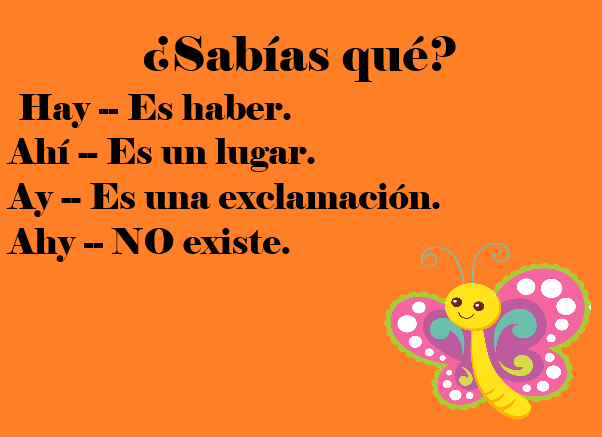 ¿Sabías qué?
Hay -- Es haber.
Ahí -- Es un lugar.
Ay -- Es una exclamación.
Ahy -- NO existe.